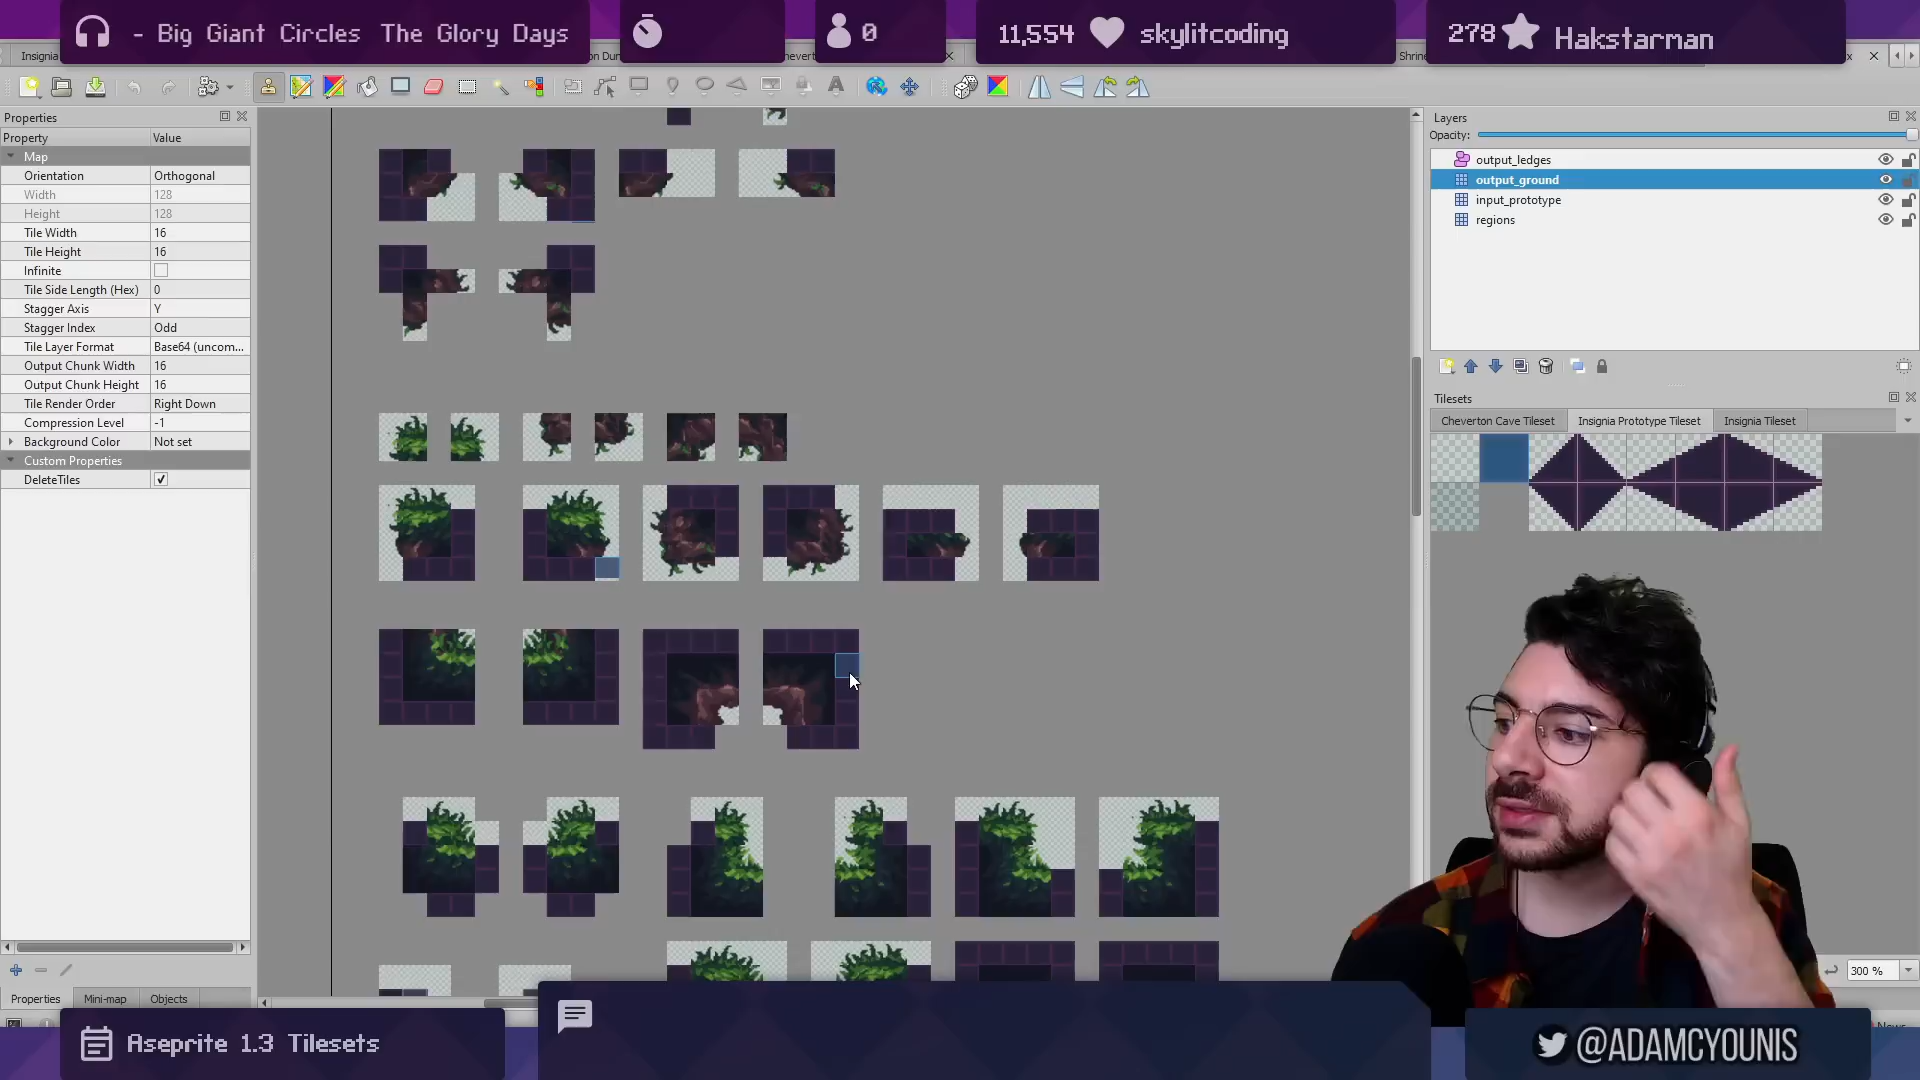 - Big Giant Circles The Glory Days
0
11,554 skylitcoding
278 Hakstarman
Insignia
Shrine
Properties
Property Value
Map
Orientation Orthogonal
Width 128
Height 128
Tile Width 16
Tile Height 16
Infinite
Tile Side Length (Hex) 0
Stagger Axis Y
Stagger Index Odd
Tile Layer Format Base64 (uncom...
Output Chunk Width 16
Output Chunk Height 16
Tile Render Order Right Down
Compression Level -1
Background Color Not set
Custom Properties
DeleteTiles
Properties Mini-map Objects
Layers
Opacity:
output_ledges
output_ground
input_prototype
regions
Tilesets
Cheverton Cave Tileset Insignia Prototype Tileset Insignia Tileset
300 %
News
Aseprite 1.3 Tilesets
@ADAMCYOUNIS